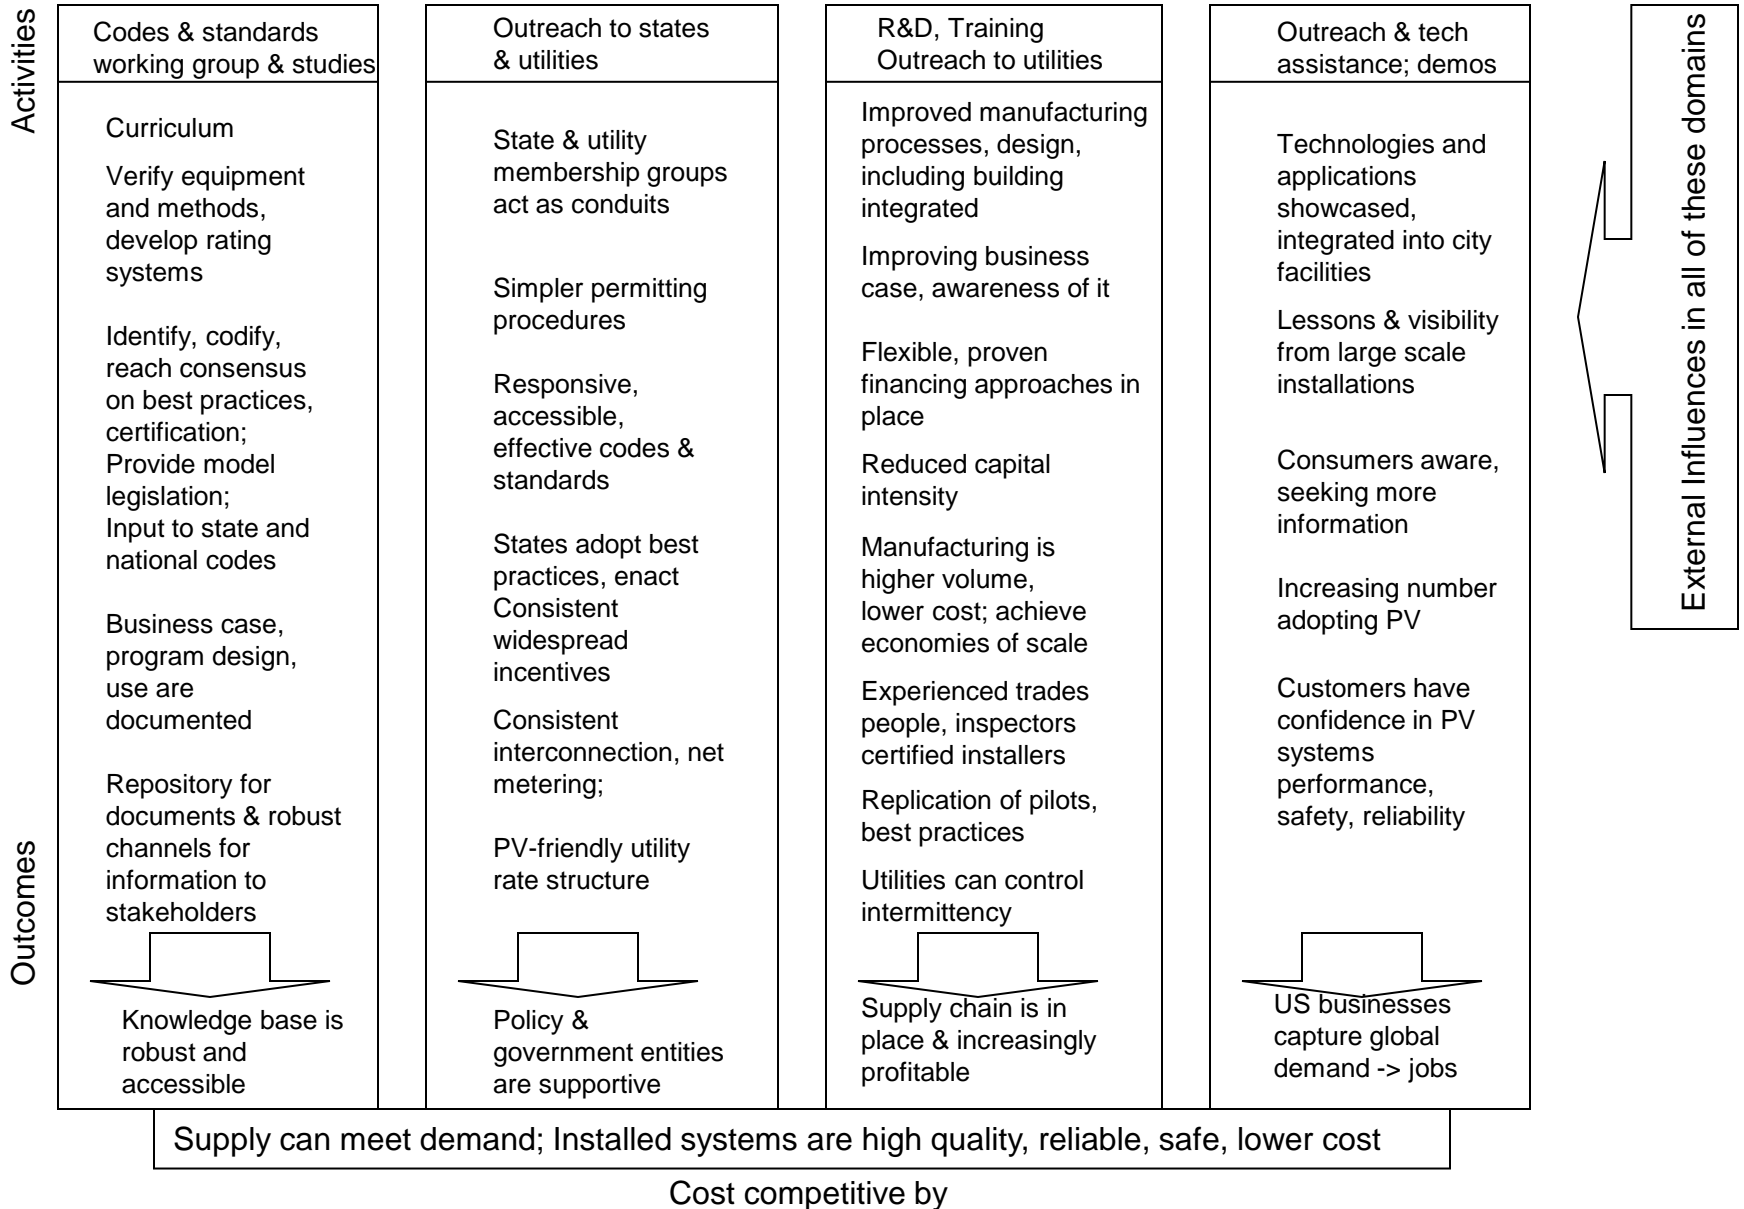 Activities
Codes & standards
working group & studies
Curriculum
Verify equipment
and methods,
develop rating
systems
Identify, codify,
reach consensus
on best practices,
certification;
Provide model
legislation;
Input to state and
national codes
Business case,
program design,
use are
documented
Repository for
documents & robust
channels for
information to
stakeholders
Outcomes
Knowledge base is
robust and
accessible
Outreach to states
& utilities
State & utility
membership groups
act as conduits
Simpler permitting
procedures
Responsive,
accessible,
effective codes &
standards
States adopt best
practices, enact
Consistent
widespread
incentives
Consistent
interconnection, net
metering;
PV-friendly utility
rate structure
Policy &
government entities
are supportive
R&D, Training
Outreach to utilities
Improved manufacturing
processes, design,
including building
integrated
Improving business
case, awareness of it
Flexible, proven
financing approaches in
place
Reduced capital
intensity
Manufacturing is
higher volume,
lower cost; achieve
economies of scale
Experienced trades
people, inspectors
certified installers
Replication of pilots,
best practices
Utilities can control
intermittency
Supply chain is in
place & increasingly
profitable
Outreach & tech
assistance; demos
Technologies and
applications
showcased,
integrated into city
facilities
Lessons & visibility
from large scale
installations
Consumers aware,
seeking more
information
Increasing number
adopting PV
Customers have
confidence in PV
systems
performance,
safety, reliability
US businesses
capture global
demand -> jobs
External Influences in all of these domains
Supply can meet demand; Installed systems are high quality, reliable, safe, lower cost
Cost competitive by